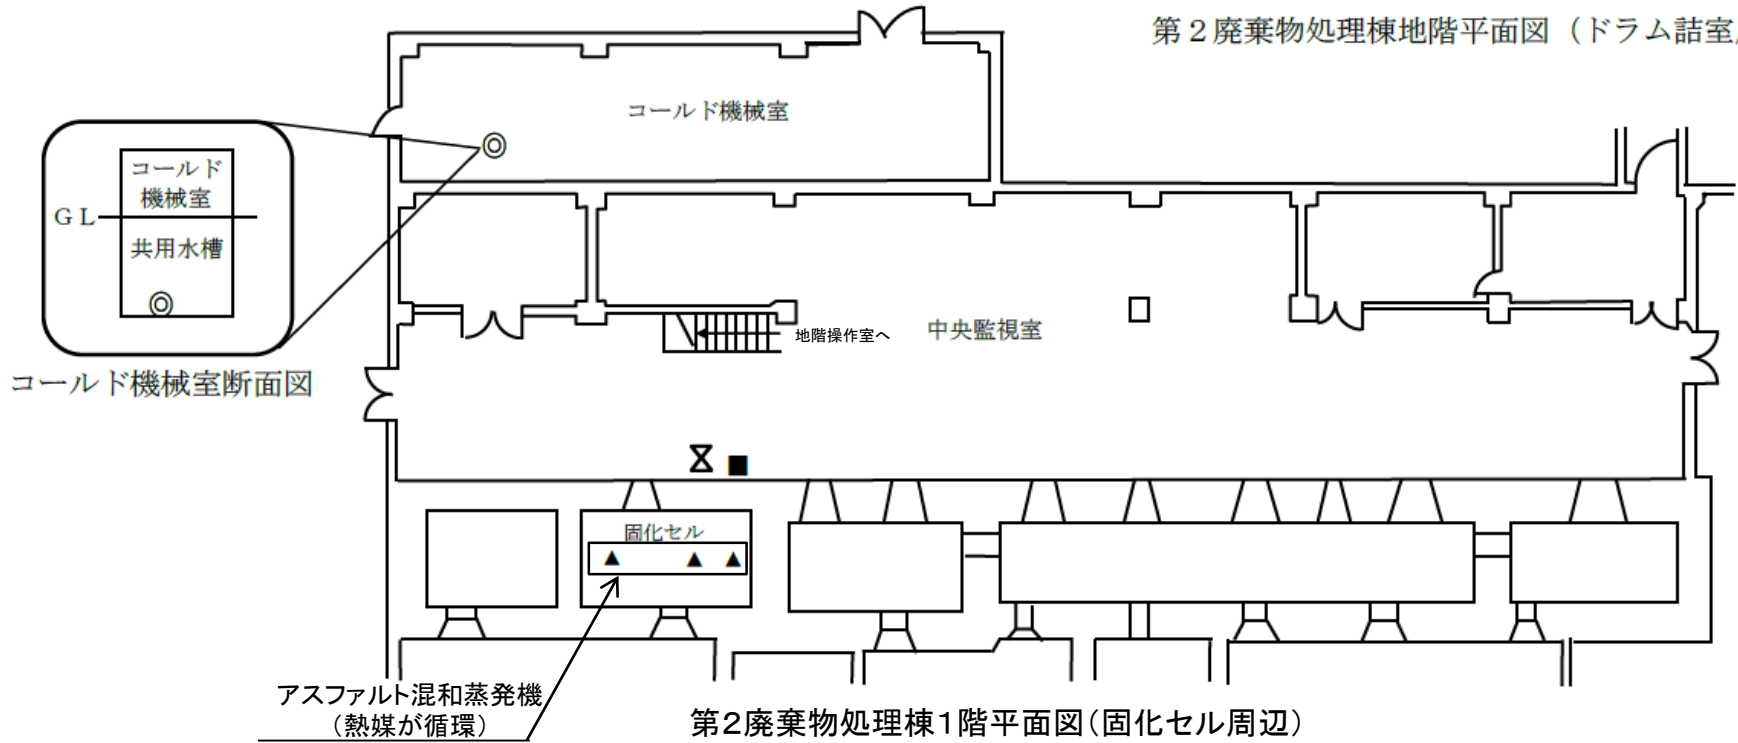 第２廃棄物処理棟地階平面図（ドラム詰室
コールド機械室
コールド
機械室
ＧＬ
共用水槽
コールド機械室断面図
地階操作室へ
中央監視室
固化セル
アスファルト混和蒸発機
（熱媒が循環）
第２廃棄物処理棟１階平面図（固化セル周辺）